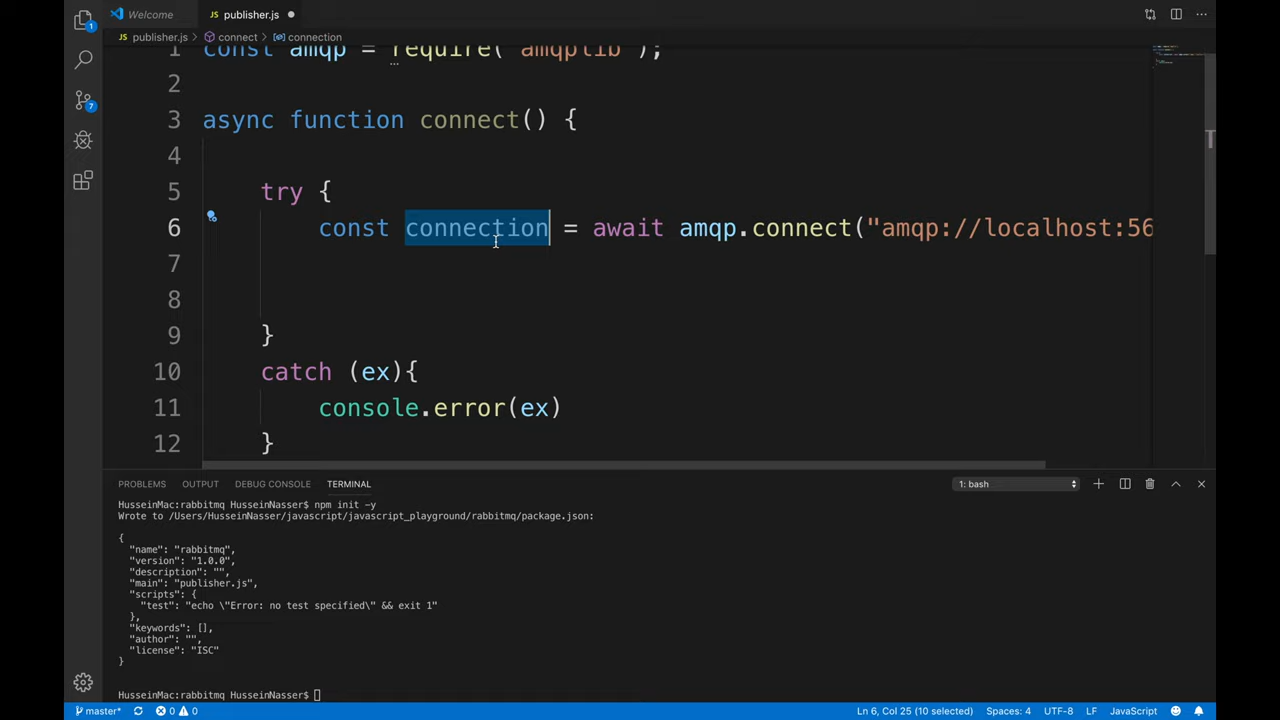 Welcome
publisher.js
publisher.js
connect
connection
1 const amqp = require("amqplib");
2
3 async function connect() {
4
5 try {
6 const connection = await amqp.connect("amqp://localhost:56
7
8
9 }
10 catch (ex){
11 console.error(ex)
12 }
PROBLEMS OUTPUT DEBUG CONSOLE TERMINAL
1: bash
HusseinMac:rabbitmq HusseinNasser$ npm init -y
Wrote to /Users/HusseinNasser/javascript/javascript_playground/rabbitmq/package.json:
{
"name": "rabbitmq",
"version": "1.0.0",
"description": "",
"main": "publisher.js",
"scripts": {
"test": "echo \"Error: no test specified\" && exit 1"
},
"keywords": [],
"author": "",
"license": "ISC"
}
HusseinMac:rabbitmq HusseinNasser$
master* 0 0 Ln 6, Col 25 (10 selected) Spaces: 4 UTF-8 LF JavaScript
1
7